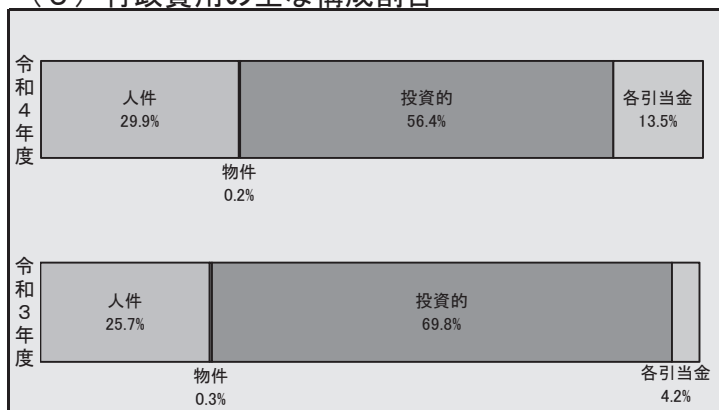 行政費用の主な構成割合
令和4年度
人件
29.9%
投資的
56.4%
各引当金
13.5%
物件
0.2%
令和3年度
人件
25.7%
投資的
69.8%
物件
0.3%
各引当金
4.2%